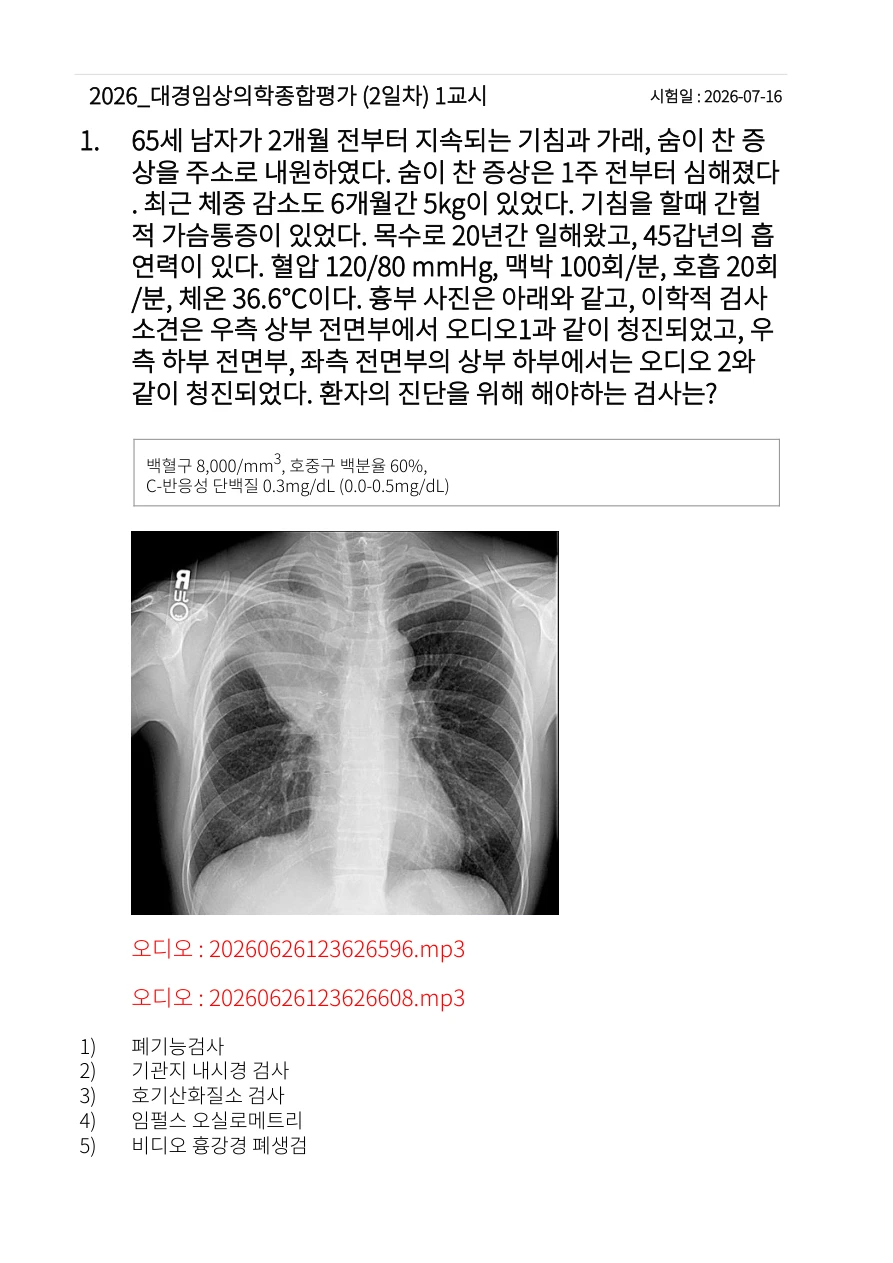 2026_대경임상의학종합평가 (2일차) 1교시
시험일 : 2026-07-16
1. 65세 남자가 2개월 전부터 지속되는 기침과 가래, 숨이 찬 증
상을 주소로 내원하였다. 숨이 찬 증상은 1주 전부터 심해졌다
. 최근 체중 감소도 6개월간 5kg이 있었다. 기침을 할때 간헐
적 가슴통증이 있었다. 목수로 20년간 일해왔고, 45갑년의 흡
연력이 있다. 혈압 120/80 mmHg, 맥박 100회/분, 호흡 20회
/분, 체온 36.6°C이다. 흉부 사진은 아래와 같고, 이학적 검사
소견은 우측 상부 전면부에서 오디오1과 같이 청진되었고, 우
측 하부 전면부, 좌측 전면부의 상부 하부에서는 오디오 2와
같이 청진되었다. 환자의 진단을 위해 해야하는 검사는?
백혈구 8,000/mm³, 호중구 백분율 60%,
C-반응성 단백질 0.3mg/dL (0.0-0.5mg/dL)
R
오디오 : 20260626123626596.mp3
오디오 : 20260626123626608.mp3
1) 폐기능검사
2) 기관지 내시경 검사
3) 호기산화질소 검사
4) 임펄스 오실로메트리
5) 비디오 흉강경 폐생검